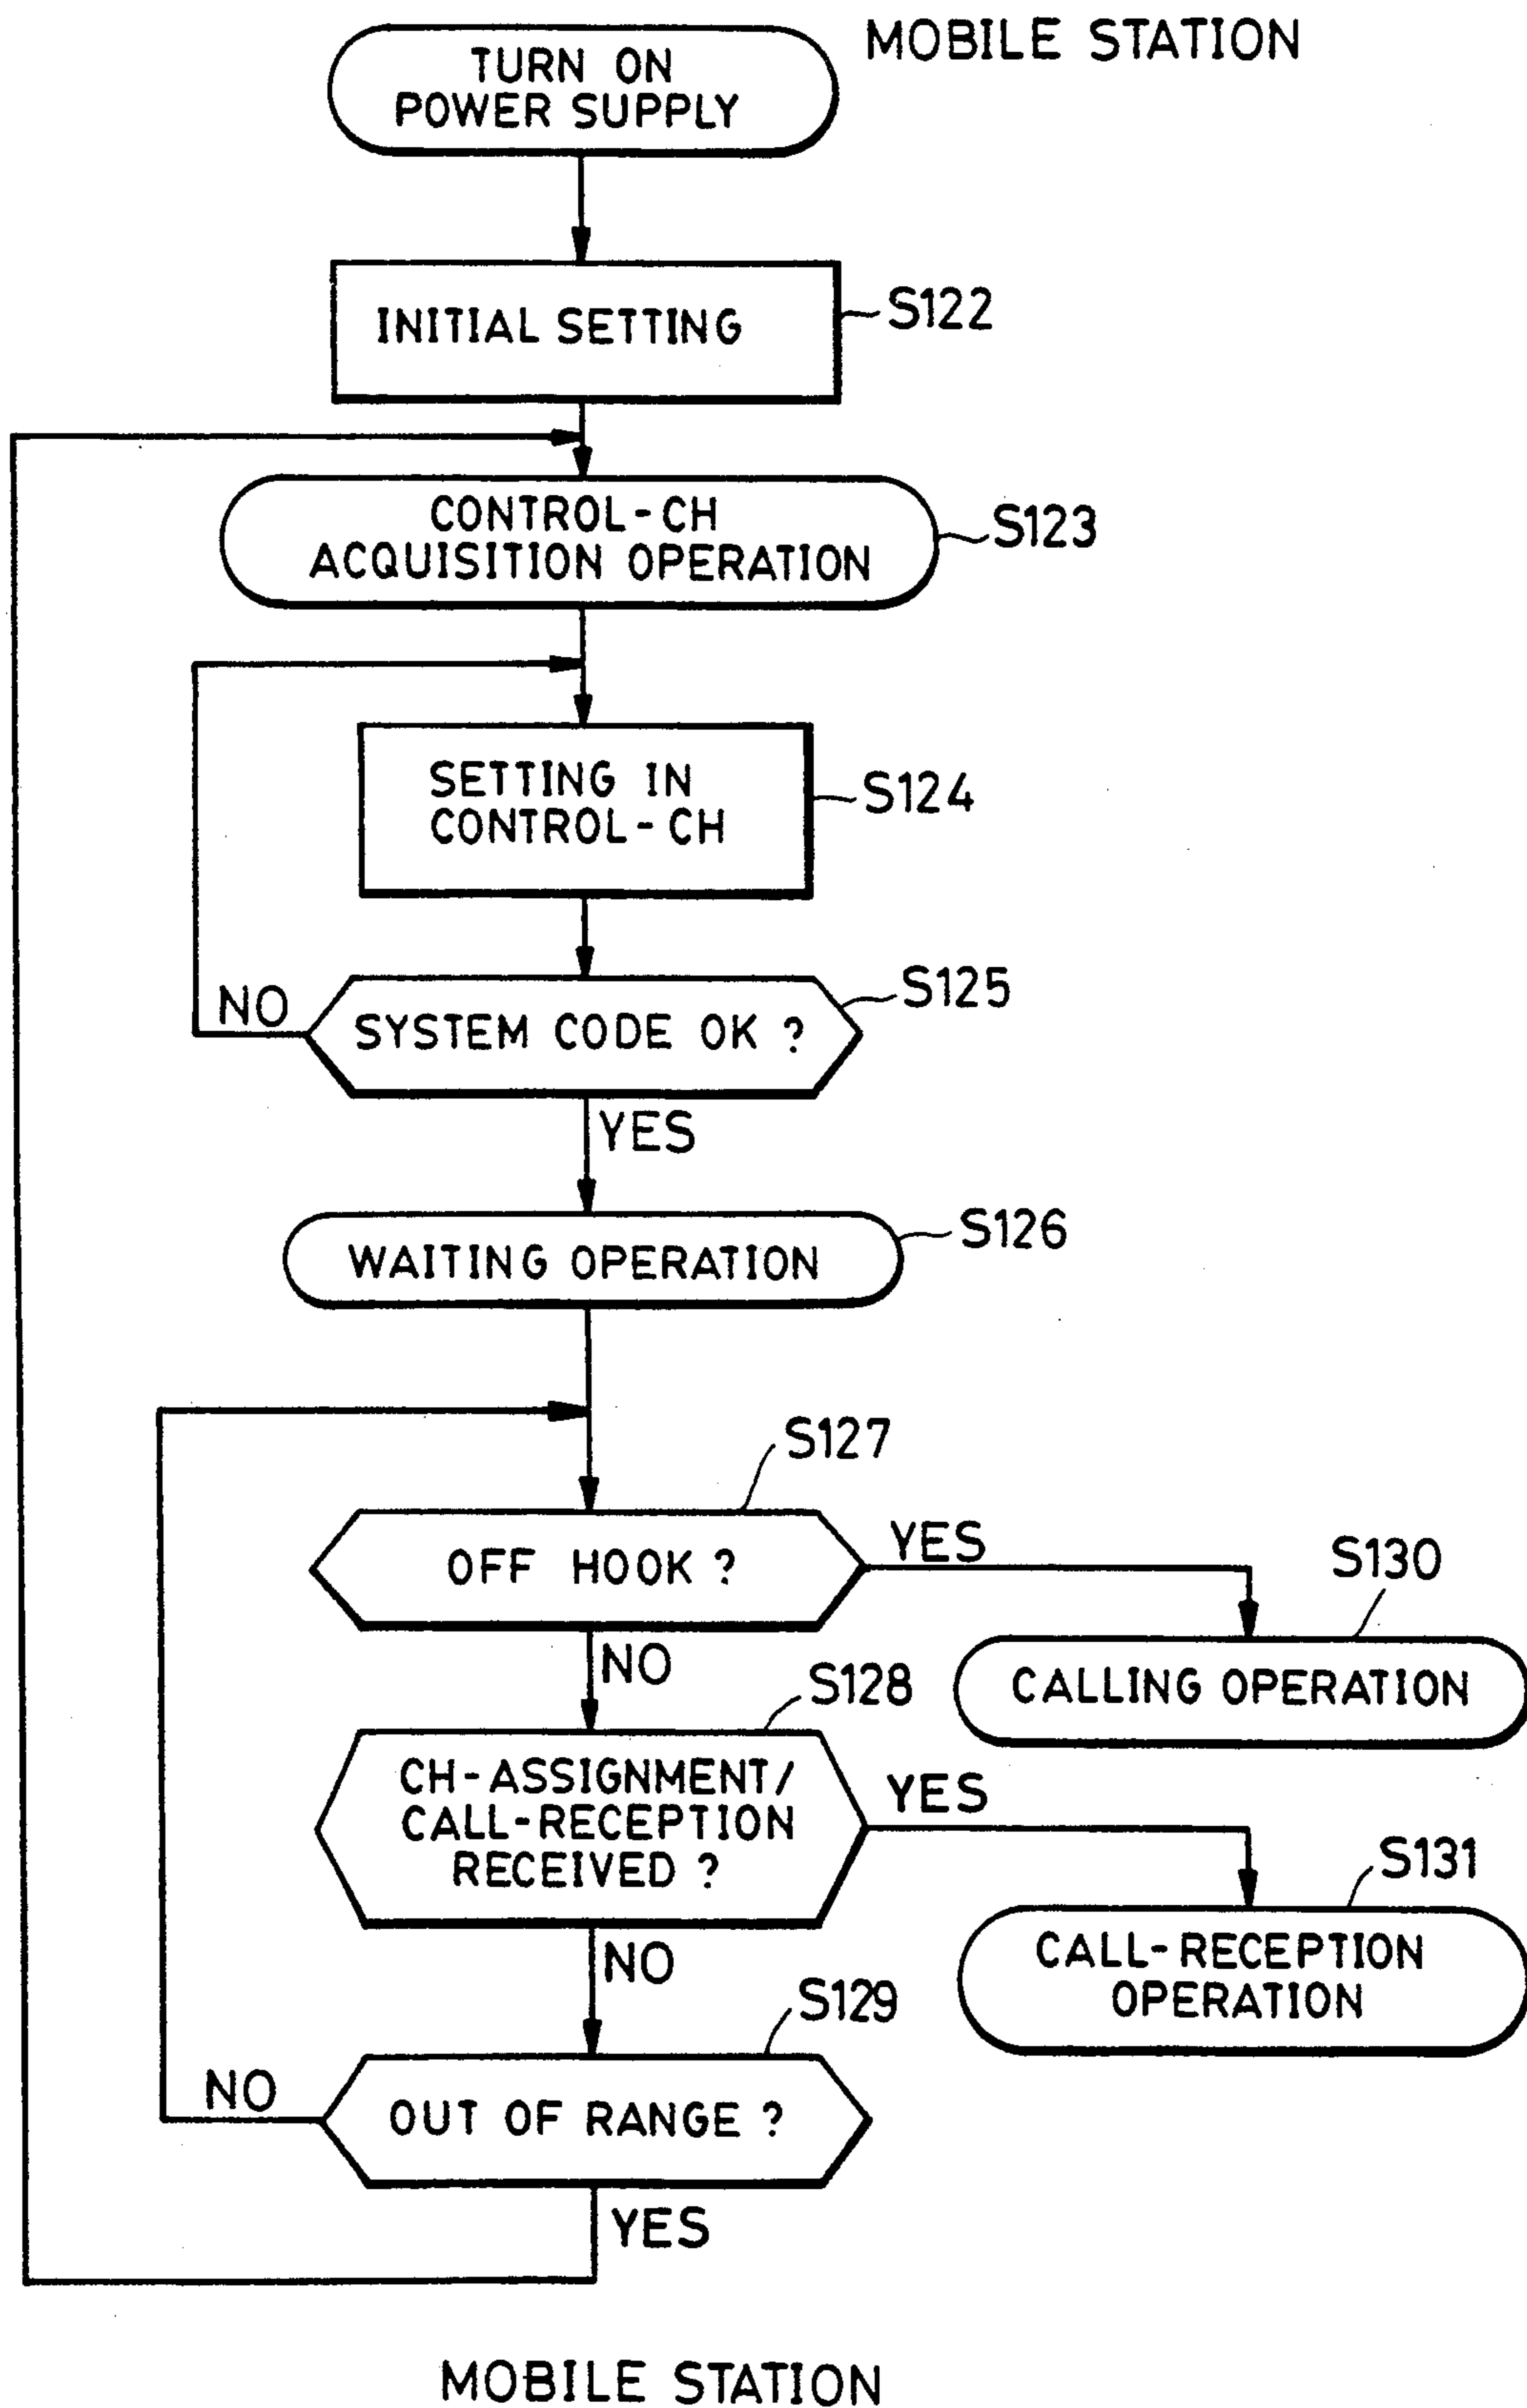 MOBILE STATION
TURN ON
POWER SUPPLY
INITIAL SETTING
S122
CONTROL-CH
ACQUISITION OPERATION
S123
SETTING IN
CONTROL-CH
S124
S125
NO
SYSTEM CODE OK ?
YES
S126
WAITING OPERATION
S127
OFF HOOK ?
YES
S130
CALLING OPERATION
NO
S128
CH-ASSIGNMENT/
CALL-RECEPTION
RECEIVED ?
YES
S131
CALL-RECEPTION
OPERATION
NO
S129
NO
OUT OF RANGE ?
YES
MOBILE STATION